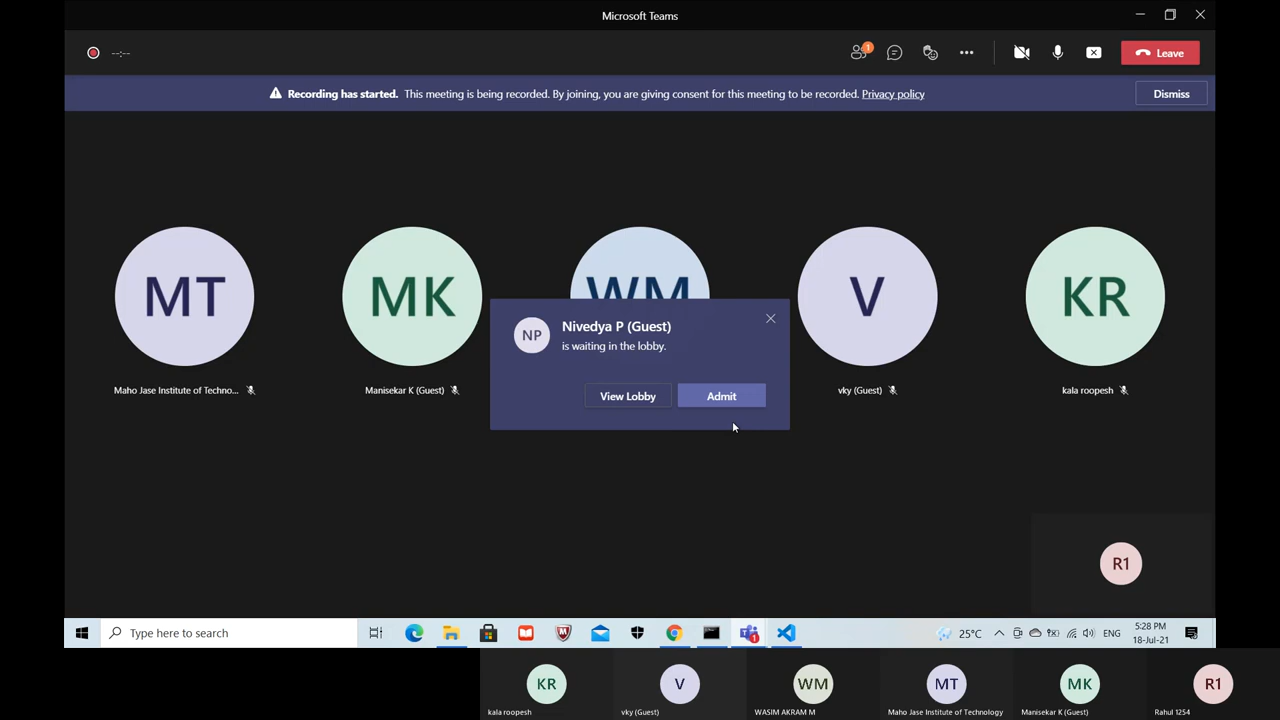 Microsoft Teams
--:--
1
Leave
Recording has started. This meeting is being recorded. By joining, you are giving consent for this meeting to be recorded. Privacy policy
Dismiss
MT
MK
WM
V
KR
NP
Nivedya P (Guest)
is waiting in the lobby.
View Lobby
Admit
Maho Jase Institute of Techno...
Manisekar K (Guest)
vky (Guest)
kala roopesh
R1
Type here to search
1
25°C
ENG
5:28 PM
18-Jul-21
KR
V
WM
MT
MK
R1
kala roopesh
vky (Guest)
WASIM AKRAM M
Maho Jase Institute of Technology
Manisekar K (Guest)
Rahul 1254